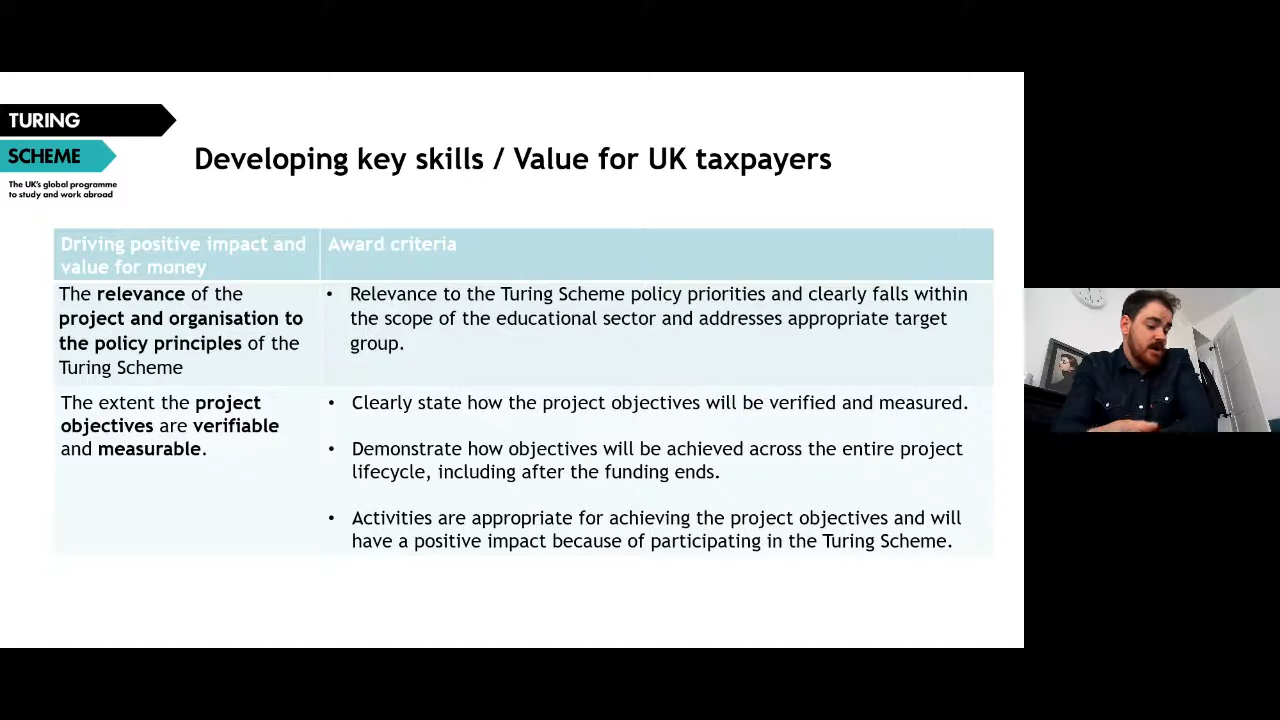 TURING
SCHEME
The UK's global programme
to study and work abroad
Developing key skills / Value for UK taxpayers
Driving positive impact and
value for money
Award criteria
The relevance of the
project and organisation to
the policy principles of the
Turing Scheme
• Relevance to the Turing Scheme policy priorities and clearly falls within
the scope of the educational sector and addresses appropriate target
group.
The extent the project
objectives are verifiable
and measurable.
• Clearly state how the project objectives will be verified and measured.
• Demonstrate how objectives will be achieved across the entire project
lifecycle, including after the funding ends.
• Activities are appropriate for achieving the project objectives and will
have a positive impact because of participating in the Turing Scheme.